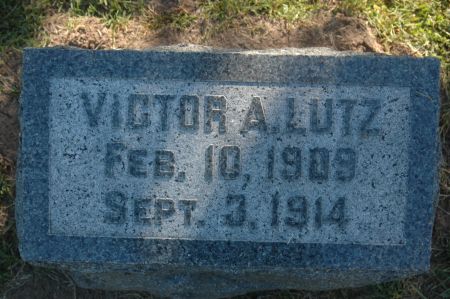 VICTOR A. LUTZ
FEB. 10, 1909
SEPT. 3, 1914